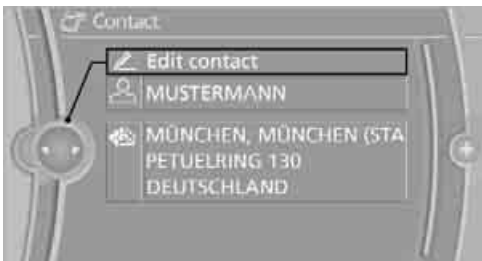 Contact
Edit contact
MUSTERMANN
MÜNCHEN, MÜNCHEN (STA
PETUELRING 130
DEUTSCHLAND